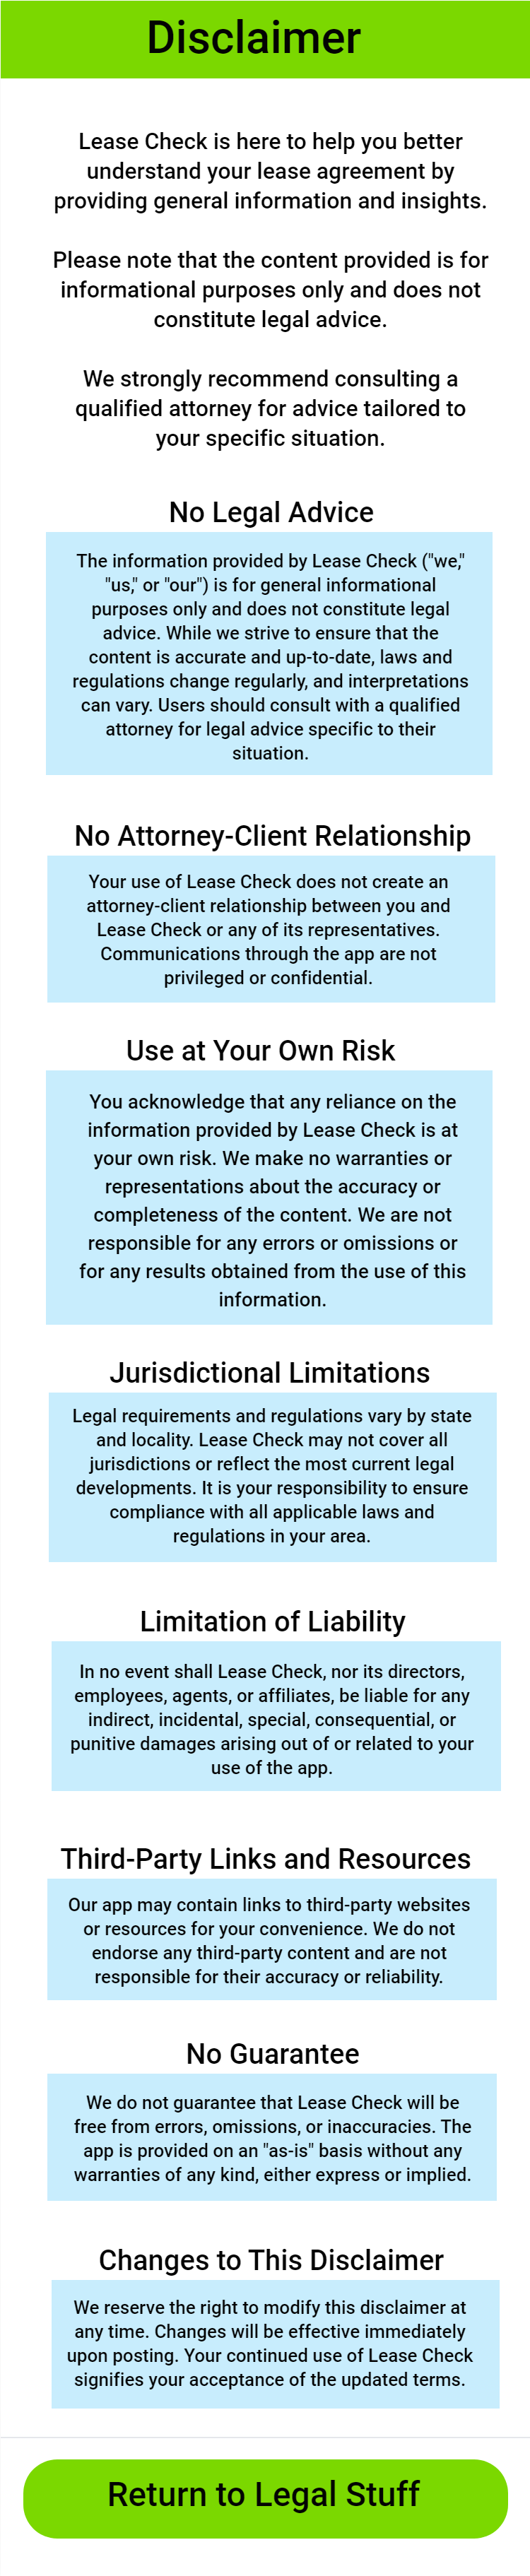 Disclaimer
Lease Check is here to help you better
understand your lease agreement by
providing general information and insights.
Please note that the content provided is for
informational purposes only and does not
constitute legal advice.
We strongly recommend consulting a
qualified attorney for advice tailored to
your specific situation.
No Legal Advice
The information provided by Lease Check ("we,"
"us," or "our") is for general informational
purposes only and does not constitute legal
advice. While we strive to ensure that the
content is accurate and up-to-date, laws and
regulations change regularly, and interpretations
can vary. Users should consult with a qualified
attorney for legal advice specific to their
situation.
No Attorney-Client Relationship
Your use of Lease Check does not create an
attorney-client relationship between you and
Lease Check or any of its representatives.
Communications through the app are not
privileged or confidential.
Use at Your Own Risk
You acknowledge that any reliance on the
information provided by Lease Check is at
your own risk. We make no warranties or
representations about the accuracy or
completeness of the content. We are not
responsible for any errors or omissions or
for any results obtained from the use of this
information.
Jurisdictional Limitations
Legal requirements and regulations vary by state
and locality. Lease Check may not cover all
jurisdictions or reflect the most current legal
developments. It is your responsibility to ensure
compliance with all applicable laws and
regulations in your area.
Limitation of Liability
In no event shall Lease Check, nor its directors,
employees, agents, or affiliates, be liable for any
indirect, incidental, special, consequential, or
punitive damages arising out of or related to your
use of the app.
Third-Party Links and Resources
Our app may contain links to third-party websites
or resources for your convenience. We do not
endorse any third-party content and are not
responsible for their accuracy or reliability.
No Guarantee
We do not guarantee that Lease Check will be
free from errors, omissions, or inaccuracies. The
app is provided on an "as-is" basis without any
warranties of any kind, either express or implied.
Changes to This Disclaimer
We reserve the right to modify this disclaimer at
any time. Changes will be effective immediately
upon posting. Your continued use of Lease Check
signifies your acceptance of the updated terms.
Return to Legal Stuff